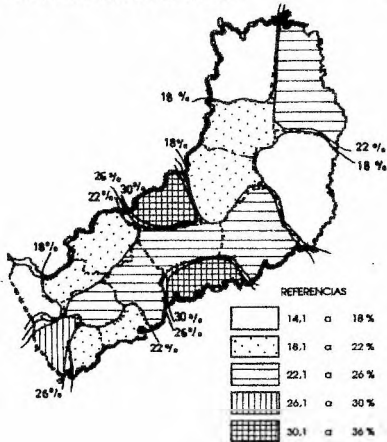 18 %
22 %
18 %
18%
26%
22%
30%
18%
30%
26%
22%
26%
REFERENCIAS
14,1 a 18 %
18,1 a 22 %
22,1 a 26 %
26,1 a 30 %
30,1 a 36 %